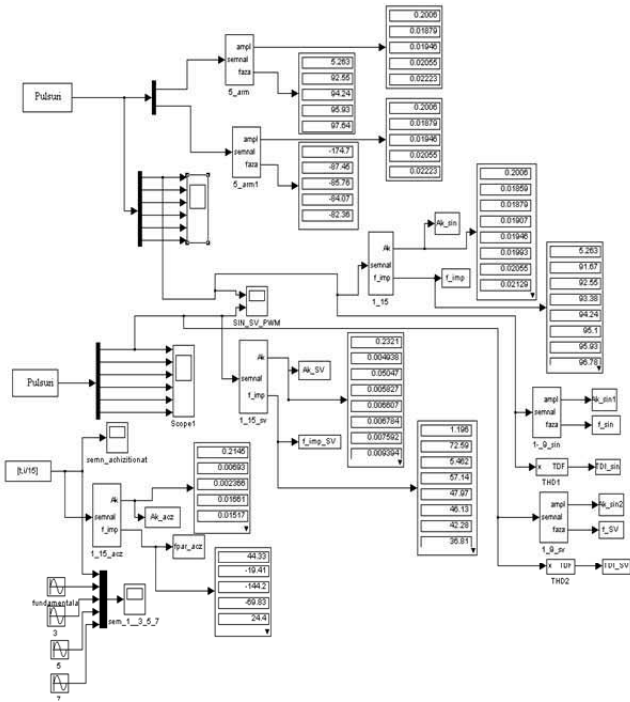 Pulsuri
ampl
semnal
faza
5_arm
0.2006
0.01879
0.01946
0.02055
0.02223
5.263
92.55
94.24
95.93
97.64
ampl
semnal
faza
5_arm1
0.2006
0.01879
0.01946
0.02055
0.02223
-174.7
-87.46
-85.76
-84.07
-82.36
Ak
semnal
f_imp
1_15
Ak_sin
f_imp
0.2006
0.01859
0.01879
0.01907
0.01946
0.01993
0.02055
0.02129
5.263
91.67
92.55
93.38
94.24
95.1
95.93
96.78
SIN_SV_PWM
Pulsuri
Scope1
Ak
semnal
f_imp
1_15_sv
Ak_SV
f_imp_SV
0.2321
0.004938
0.05047
0.005827
0.006607
0.006784
0.007592
0.009394
1.196
72.59
5.462
57.14
47.97
46.13
42.28
36.81
ampl
semnal
faza
1-_9_sin
Ak_sin1
f_sin
x TDF
THD1
TDI_sin
ampl
semnal
faza
1_9_sv
Ak_sin2
f_SV
x TDF
THD2
TDI_SV
semn_achizitionat
[t,i/15]
Ak
semnal
f_imp
1_15_acz
Ak_acz
fpar_acz
0.2145
0.00693
0.002366
0.01661
0.01517
44.33
-19.41
-144.2
-69.83
24.4
fundamentala
3
5
7
sem_1__3_5_7